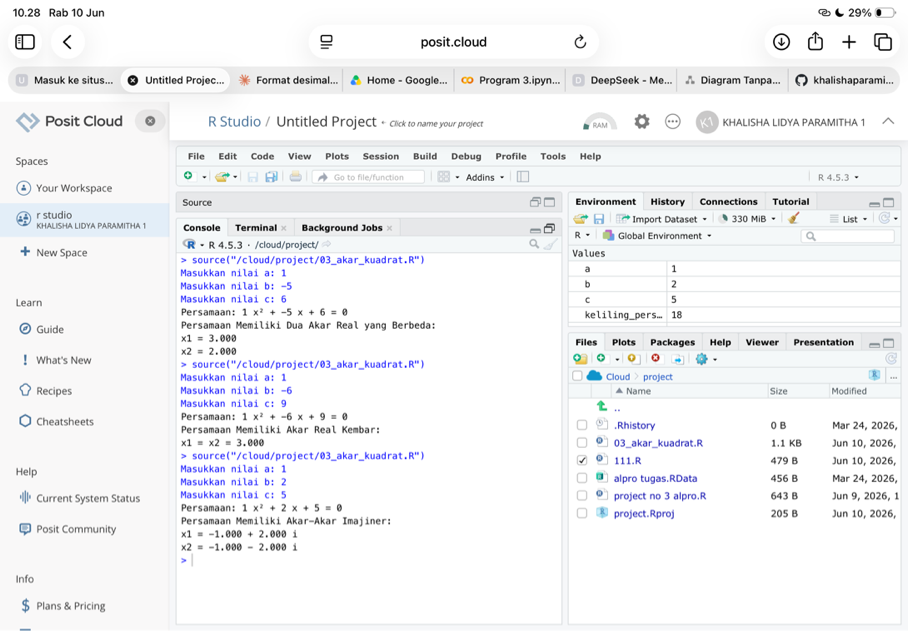 10.28 Rab 10 Jun
29%
posit.cloud
Masuk ke situs...
Untitled Projec...
Format desimal...
Home - Google...
Program 3.ipyn...
DeepSeek - Me...
Diagram Tanpa...
khalishaparami...
Posit Cloud
R Studio / Untitled Project
Click to name your project
RAM
K1
KHALISHA LIDYA PARAMITHA 1
Spaces
Your Workspace
r studio
KHALISHA LIDYA PARAMITHA 1
New Space
Learn
Guide
What's New
Recipes
Cheatsheets
Help
Current System Status
Posit Community
Info
Plans & Pricing
File Edit Code View Plots Session Build Debug Profile Tools Help
Go to file/function
Addins
R 4.5.3
Source
Console Terminal Background Jobs
R 4.5.3 · /cloud/project/
> source("/cloud/project/03_akar_kuadrat.R")
Masukkan nilai a: 1
Masukkan nilai b: -5
Masukkan nilai c: 6
Persamaan: 1 x² + -5 x + 6 = 0
Persamaan Memiliki Dua Akar Real yang Berbeda:
x1 = 3.000
x2 = 2.000
> source("/cloud/project/03_akar_kuadrat.R")
Masukkan nilai a: 1
Masukkan nilai b: -6
Masukkan nilai c: 9
Persamaan: 1 x² + -6 x + 9 = 0
Persamaan Memiliki Akar Real Kembar:
x1 = x2 = 3.000
> source("/cloud/project/03_akar_kuadrat.R")
Masukkan nilai a: 1
Masukkan nilai b: 2
Masukkan nilai c: 5
Persamaan: 1 x² + 2 x + 5 = 0
Persamaan Memiliki Akar-Akar Imajiner:
x1 = -1.000 + 2.000 i
x2 = -1.000 - 2.000 i
>
Environment History Connections Tutorial
Import Dataset
330 MiB
List
R
Global Environment
Values
a 1
b 2
c 5
keliling_pers... 18
Files Plots Packages Help Viewer Presentation
Cloud project
...
Name Size Modified
..
.Rhistory 0 B Mar 24, 2026,
03_akar_kuadrat.R 1.1 KB Jun 10, 2026,
111.R 479 B Jun 10, 2026,
alpro tugas.RData 456 B Mar 24, 2026,
project no 3 alpro.R 643 B Jun 9, 2026, 1
project.Rproj 205 B Jun 10, 2026,